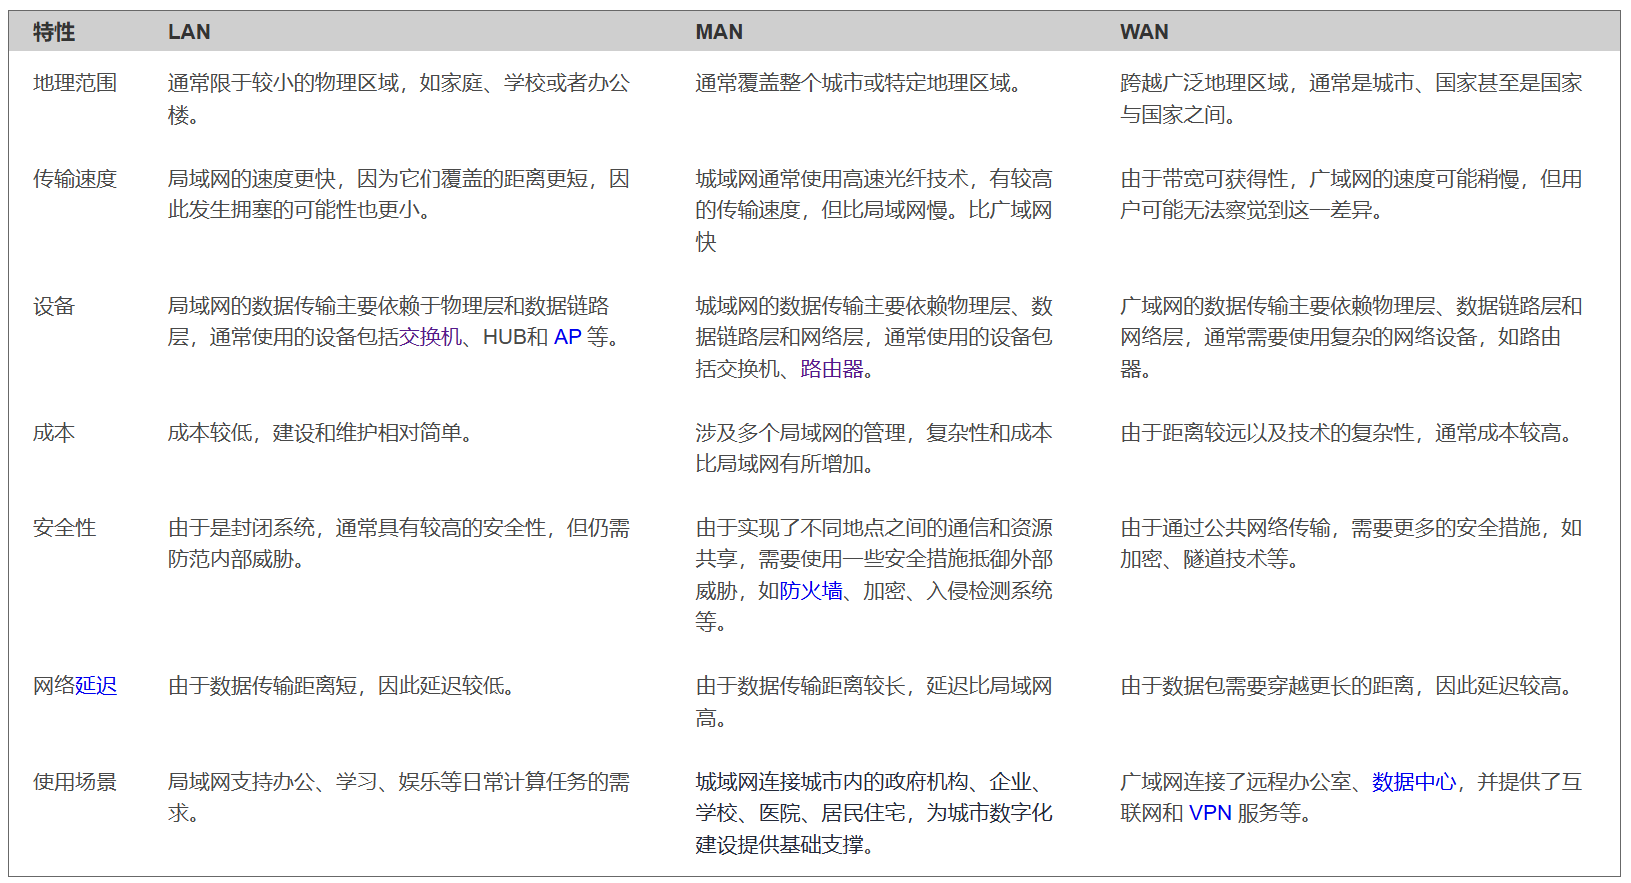 特性 LAN MAN WAN
地理范围
通常限于较小的物理区域，如家庭、学校或者办公
楼。
通常覆盖整个城市或特定地理区域。
跨越广泛地理区域，通常是城市、国家甚至是国家
与国家之间。
传输速度
局域网的速度更快，因为它们覆盖的距离更短，因
此发生拥塞的可能性也更小。
城域网通常使用高速光纤技术，有较高
的传输速度，但比局域网慢。比广域网
快
由于带宽可获得性，广域网的速度可能稍慢，但用
户可能无法察觉到这一差异。
设备
局域网的数据传输主要依赖于物理层和数据链路
层，通常使用的设备包括交换机、HUB和 AP 等。
城域网的数据传输主要依赖物理层、数
据链路层和网络层，通常使用的设备包
括交换机、路由器。
广域网的数据传输主要依赖物理层、数据链路层和
网络层，通常需要使用复杂的网络设备，如路由
器。
成本
成本较低，建设和维护相对简单。
涉及多个局域网的管理，复杂性和成本
比局域网有所增加。
由于距离较远以及技术的复杂性，通常成本较高。
安全性
由于是封闭系统，通常具有较高的安全性，但仍需
防范内部威胁。
由于实现了不同地点之间的通信和资源
共享，需要使用一些安全措施抵御外部
威胁，如防火墙、加密、入侵检测系统
等。
由于通过公共网络传输，需要更多的安全措施，如
加密、隧道技术等。
网络延迟
由于数据传输距离短，因此延迟较低。
由于数据传输距离较长，延迟比局域网
高。
由于数据包需要穿越更长的距离，因此延迟较高。
使用场景
局域网支持办公、学习、娱乐等日常计算任务的需
求。
城域网连接城市内的政府机构、企业、
学校、医院、居民住宅，为城市数字化
建设提供基础支撑。
广域网连接了远程办公室、数据中心，并提供了互
联网和 VPN 服务等。